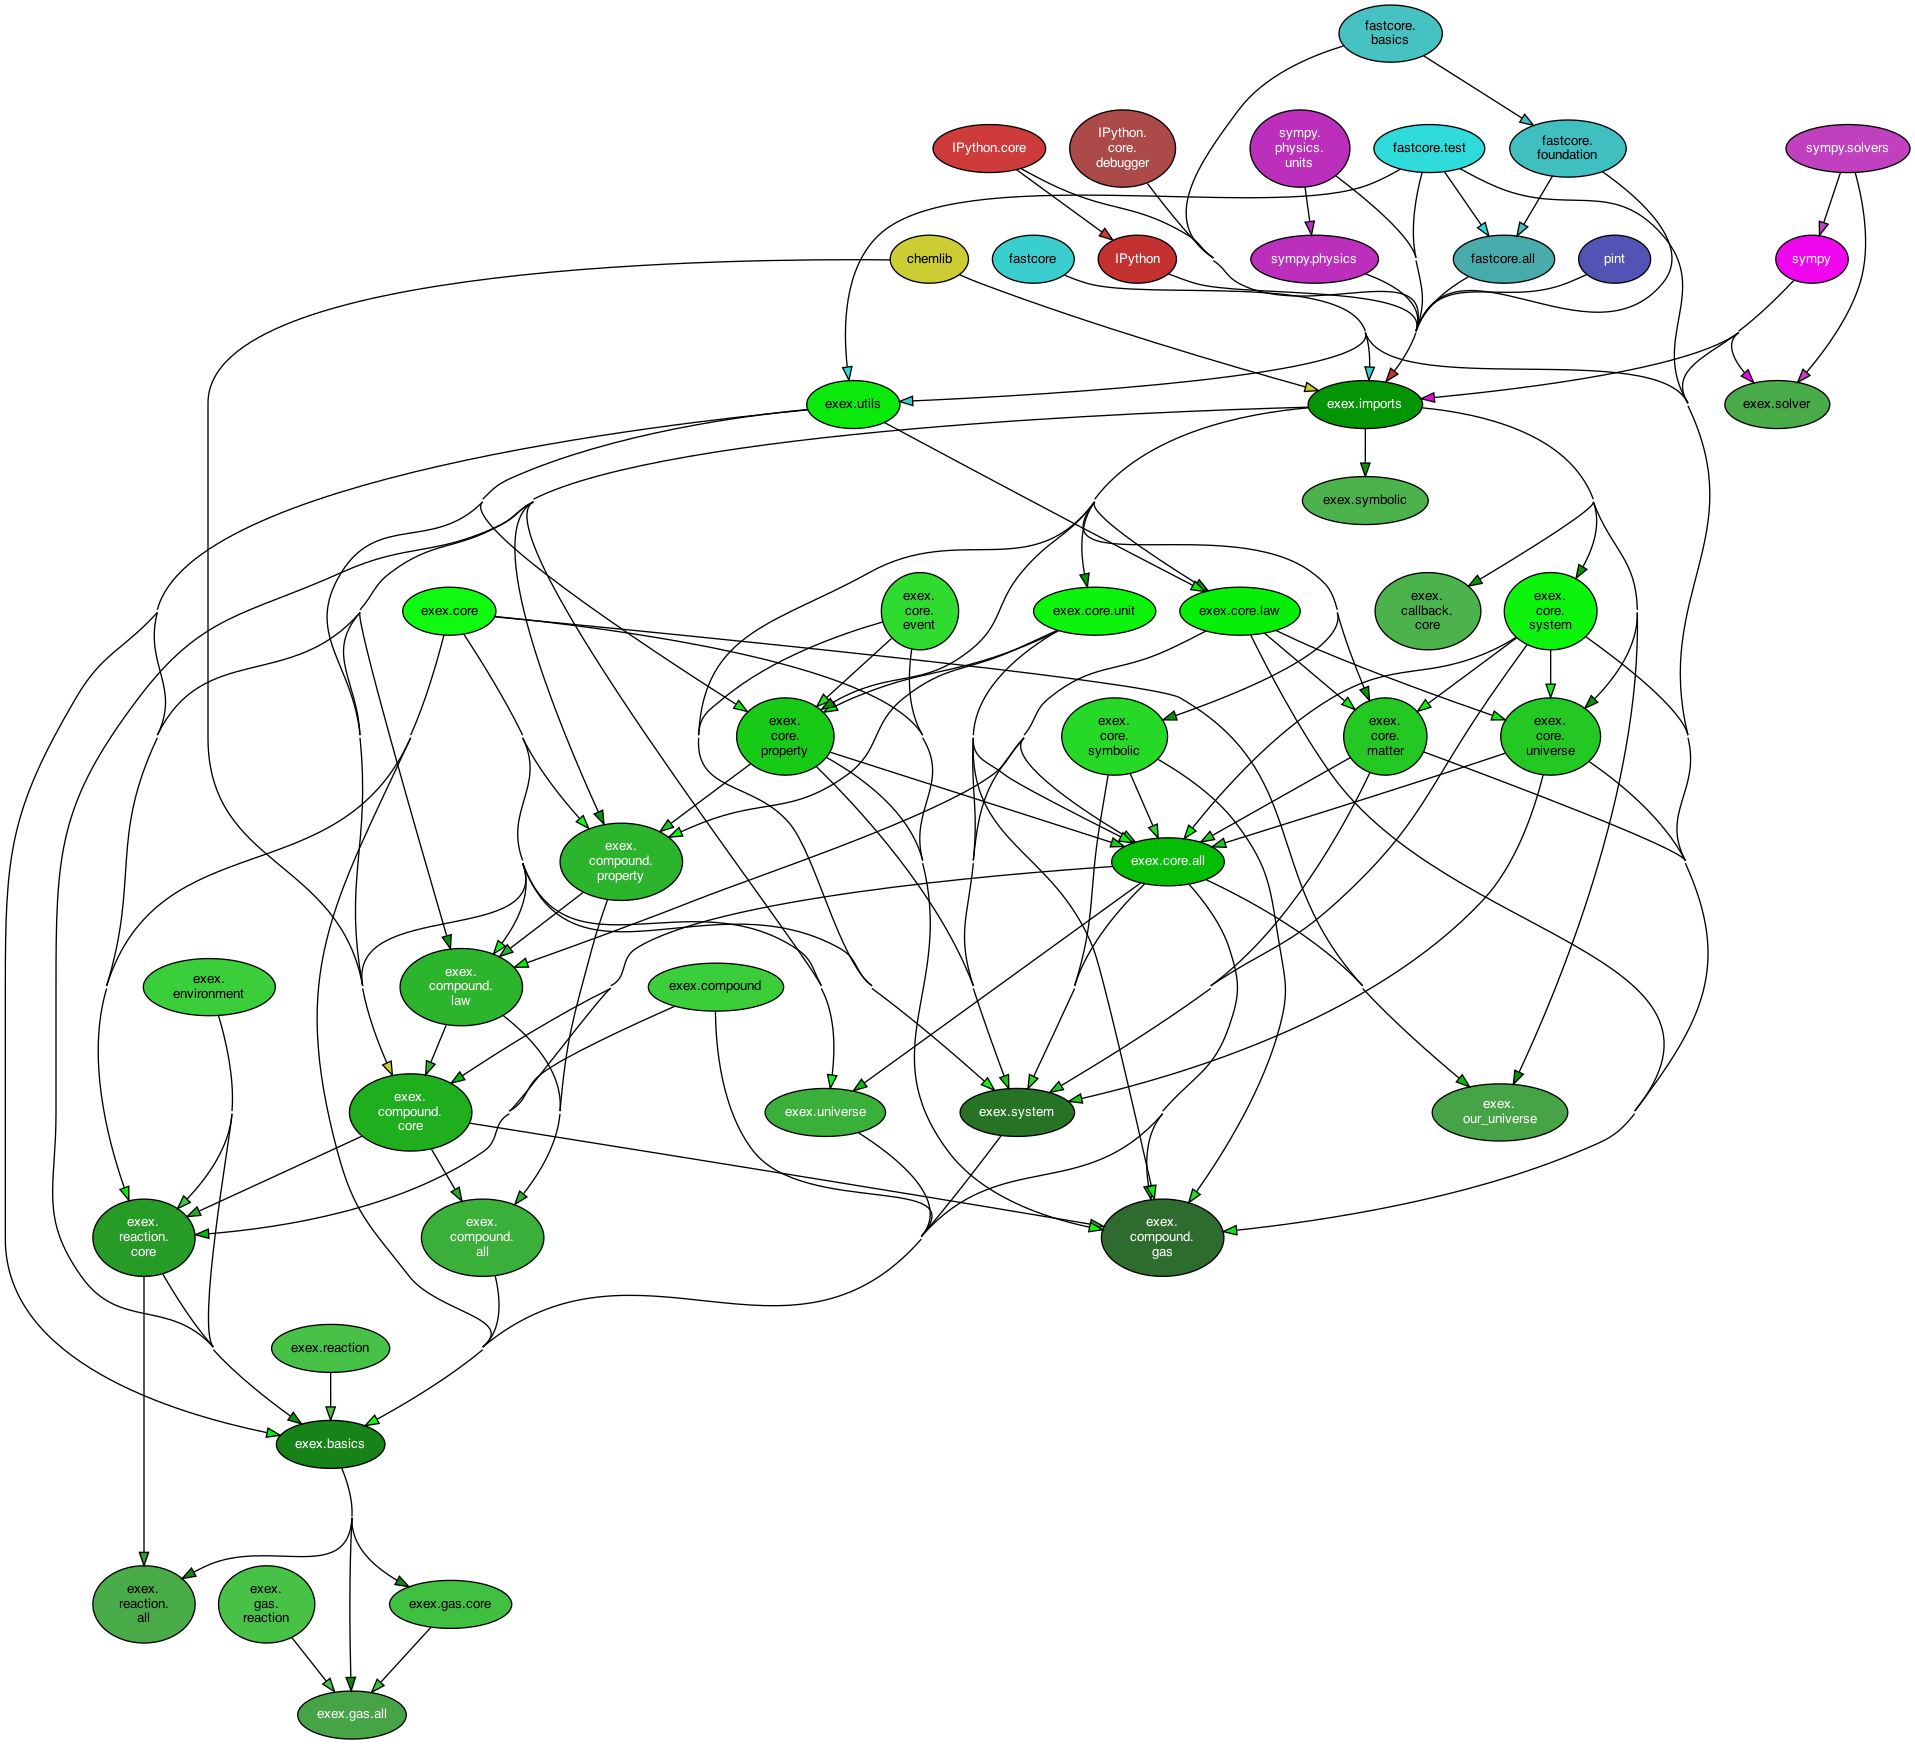 fastcore.
basics
IPython.core
IPython.
core.
debugger
sympy.
physics.
units
fastcore.test
fastcore.
foundation
sympy.solvers
chemlib
fastcore
IPython
sympy.physics
fastcore.all
pint
sympy
exex.utils
exex.imports
exex.solver
exex.symbolic
exex.core
exex.
core.
event
exex.core.unit
exex.core.law
exex.
callback.
core
exex.
core.
system
exex.
core.
property
exex.
core.
symbolic
exex.
core.
matter
exex.
core.
universe
exex.
compound.
property
exex.core.all
exex.
environment
exex.
compound.
law
exex.compound
exex.
compound.
core
exex.universe
exex.system
exex.
our_universe
exex.
reaction.
core
exex.
compound.
all
exex.
compound.
gas
exex.reaction
exex.basics
exex.
reaction.
all
exex.
gas.
reaction
exex.gas.core
exex.gas.all